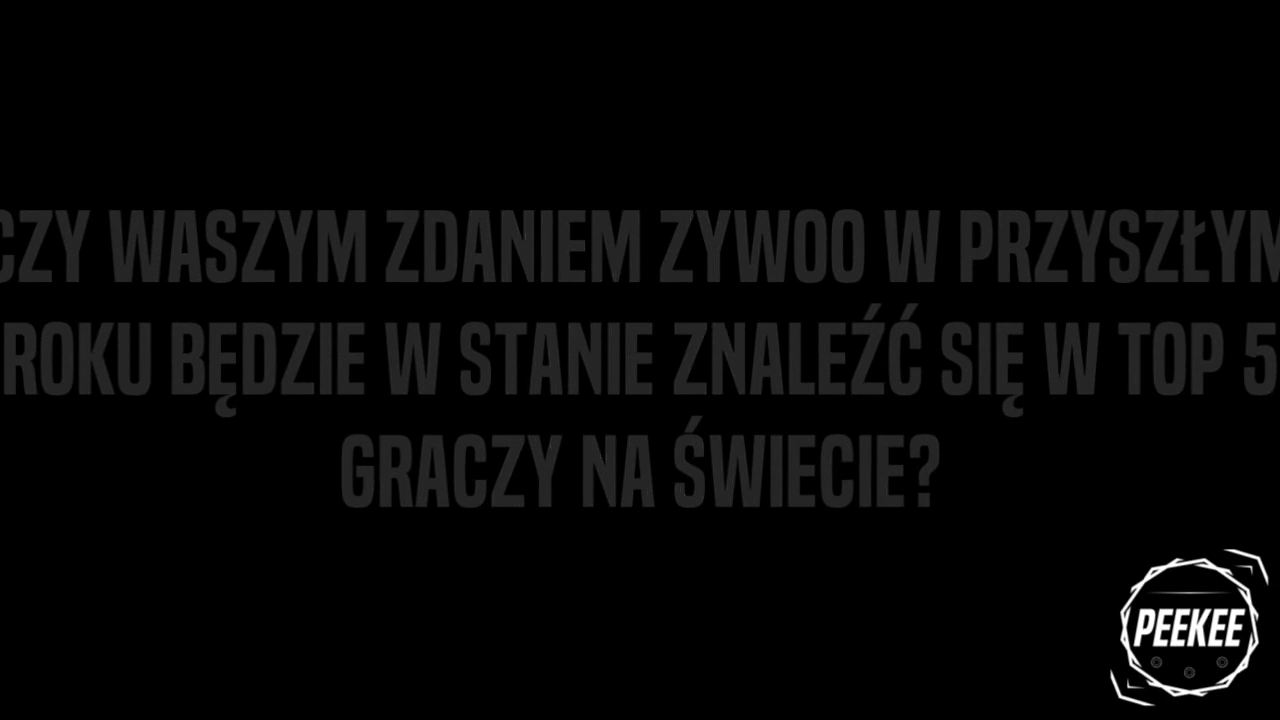 CZY WASZYM ZDANIEM ZYWOO W PRZYSZŁYM
ROKU BĘDZIE W STANIE ZNALEŹĆ SIĘ W TOP 5
GRACZY NA ŚWIECIE?
PEEKEE